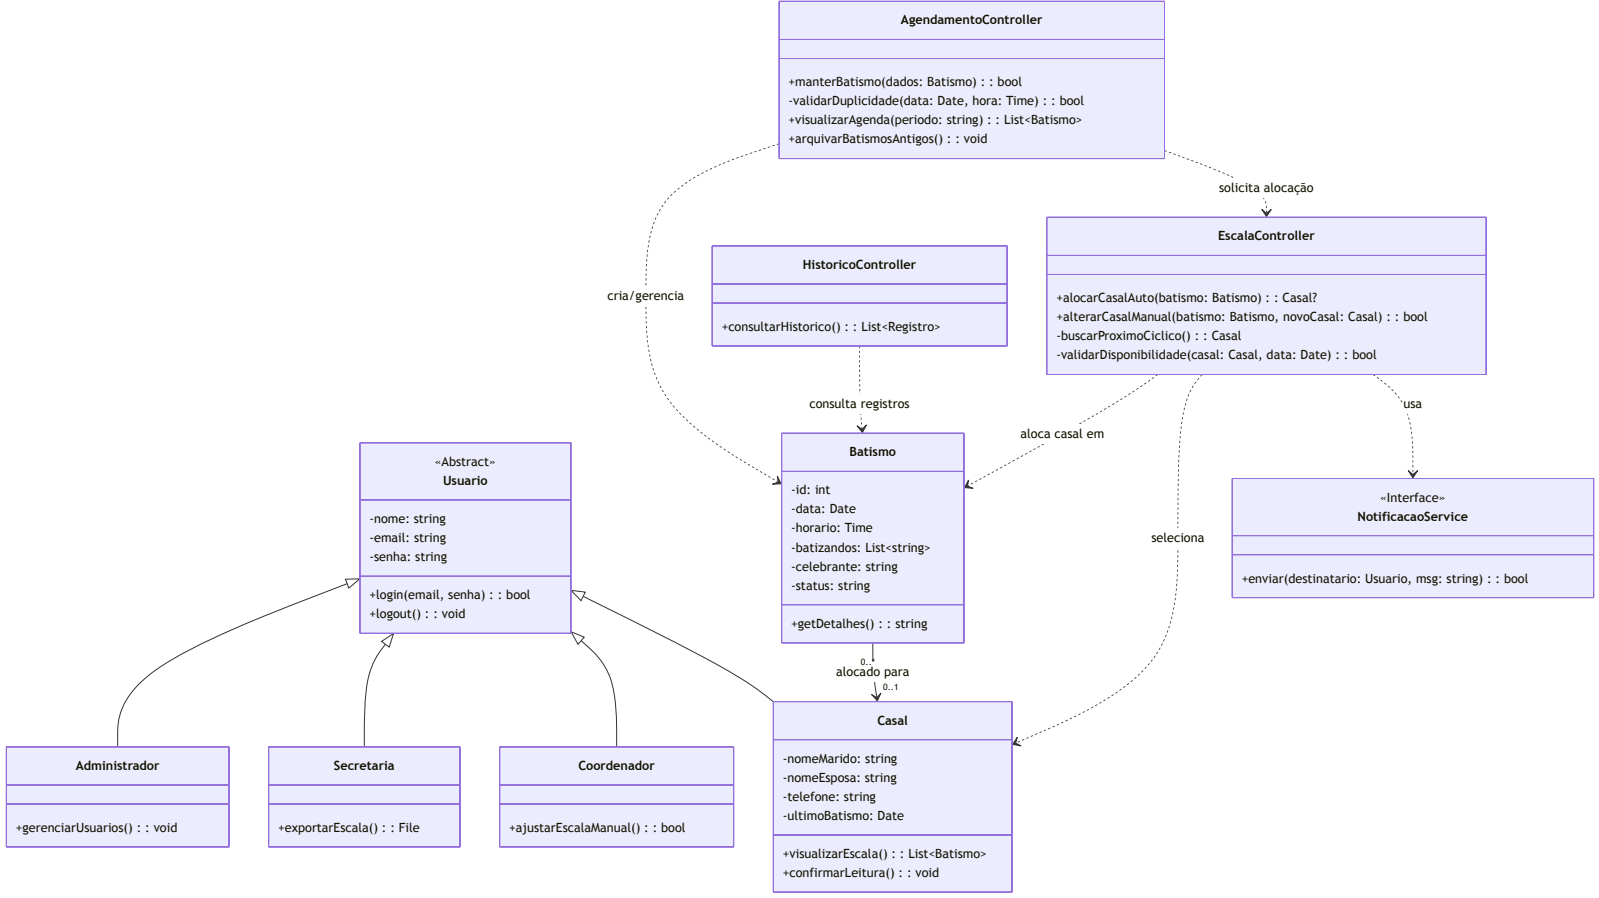 AgendamentoController
+manterBatismo(dados: Batismo) : : bool
-validarDuplicidade(data: Date, hora: Time) : : bool
+visualizarAgenda(periodo: string) : : List<Batismo>
+arquivarBatismosAntigos() : : void
solicita alocação
cria/gerencia
HistoricoController
+consultarHistorico() : : List<Registro>
EscalaController
+alocarCasalAuto(batismo: Batismo) : : Casal?
+alterarCasalManual(batismo: Batismo, novoCasal: Casal) : : bool
-buscarProximoCiclico() : : Casal
-validarDisponibilidade(casal: Casal, data: Date) : : bool
consulta registros
aloca casal em
usa
seleciona
«Abstract»
Usuario
-nome: string
-email: string
-senha: string
+login(email, senha) : : bool
+logout() : : void
Batismo
-id: int
-data: Date
-horario: Time
-batizandos: List<string>
-celebrante: string
-status: string
+getDetalhes() : : string
«Interface»
NotificacaoService
+enviar(destinatario: Usuario, msg: string) : : bool
alocado para
0..1
Administrador
+gerenciarUsuarios() : : void
Secretaria
+exportarEscala() : : File
Coordenador
+ajustarEscalaManual() : : bool
Casal
-nomeMarido: string
-nomeEsposa: string
-telefone: string
-ultimoBatismo: Date
+visualizarEscala() : : List<Batismo>
+confirmarLeitura() : : void